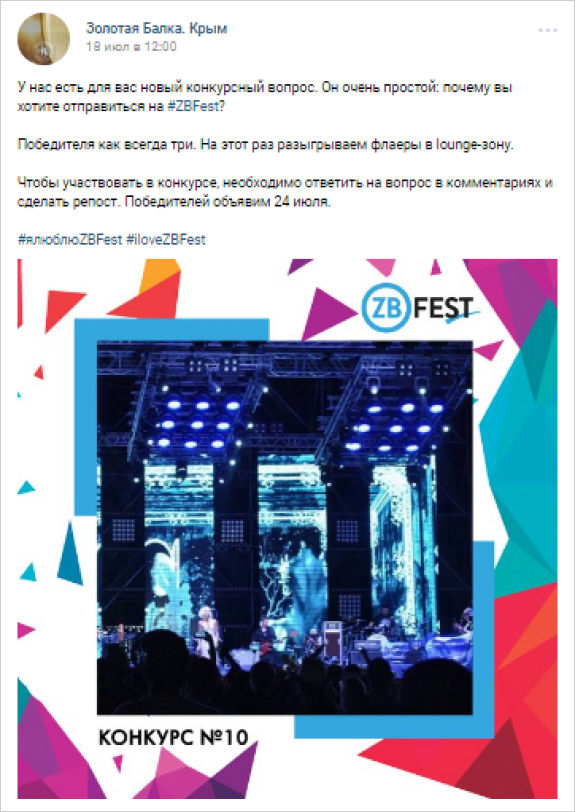 Золотая Балка. Крым
18 июл в 12:00
У нас есть для вас новый конкурсный вопрос. Он очень простой: почему вы
хотите отправиться на #ZBFest?
Победителя как всегда три. На этот раз разыгрываем флаеры в lounge-зону.
Чтобы участвовать в конкурсе, необходимо ответить на вопрос в комментариях и
сделать репост. Победителей объявим 24 июля.
#ялюблюZBFest #iloveZBFest
ZB FEST
КОНКУРС №10